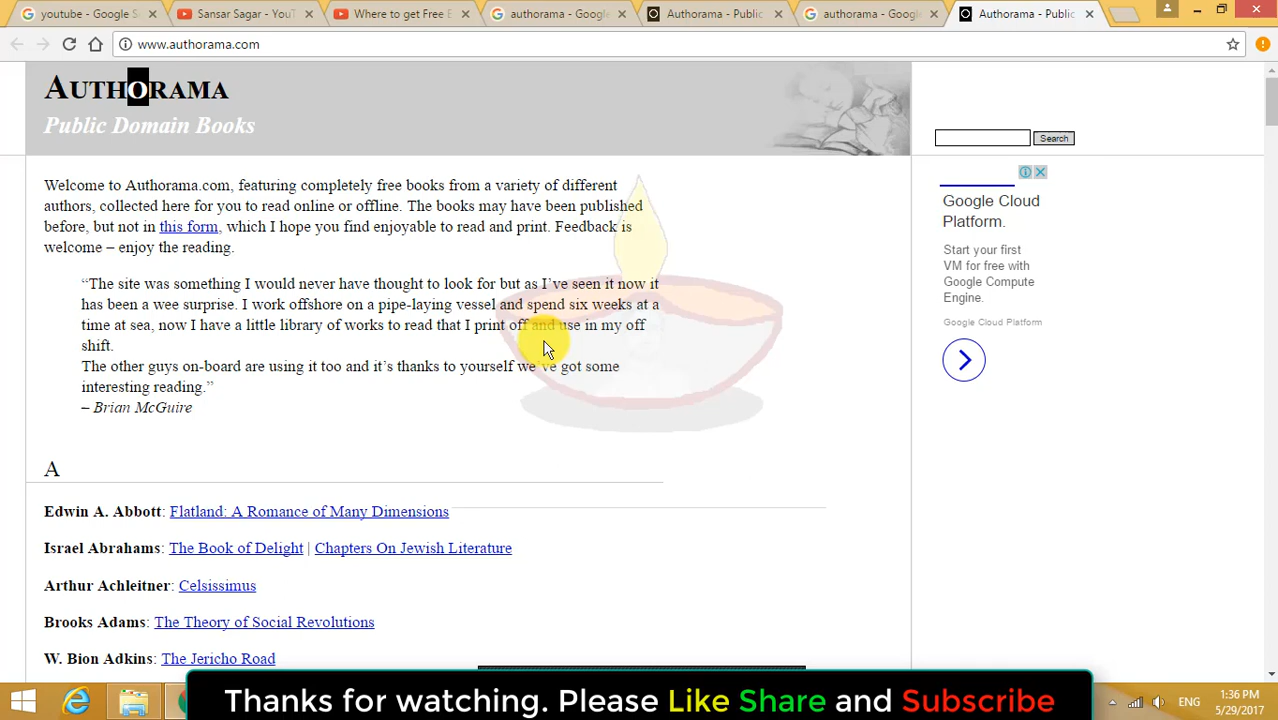 youtube - Google S
Sansar Sagar - YouT
Where to get Free E
authorama - Google
Authorama - Public
authorama - Google
Authorama - Public
www.authorama.com
AUTHORAMA
Public Domain Books
Search
Welcome to Authorama.com, featuring completely free books from a variety of different
authors, collected here for you to read online or offline. The books may have been published
before, but not in this form, which I hope you find enjoyable to read and print. Feedback is
welcome – enjoy the reading.
“The site was something I would never have thought to look for but as I’ve seen it now it
has been a wee surprise. I work offshore on a pipe-laying vessel and spend six weeks at a
time at sea, now I have a little library of works to read that I print off and use in my off
shift.
The other guys on-board are using it too and it’s thanks to yourself we’ve got some
interesting reading.”
– Brian McGuire
Google Cloud
Platform.
Start your first
VM for free with
Google Compute
Engine.
Google Cloud Platform
A
Edwin A. Abbott: Flatland: A Romance of Many Dimensions
Israel Abrahams: The Book of Delight | Chapters On Jewish Literature
Arthur Achleitner: Celsissimus
Brooks Adams: The Theory of Social Revolutions
W. Bion Adkins: The Jericho Road
Thanks for watching. Please Like Share and Subscribe
ENG
1:36 PM
5/29/2017